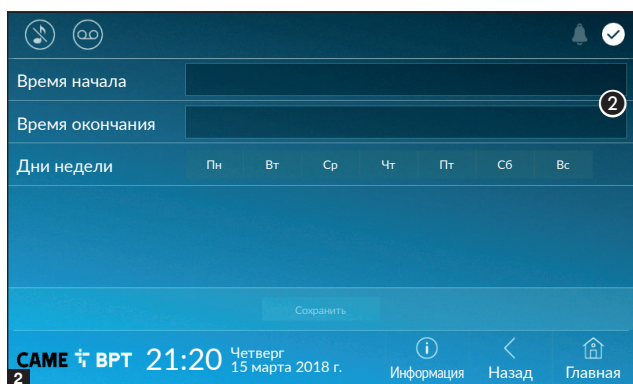 Время начала
2
Время окончания
Дни недели Пн Вт Ср Чт Пт Сб Вс
Сохранить
CAME BPT 21:20 Четверг
15 марта 2018 г.
Информация Назад Главная
2